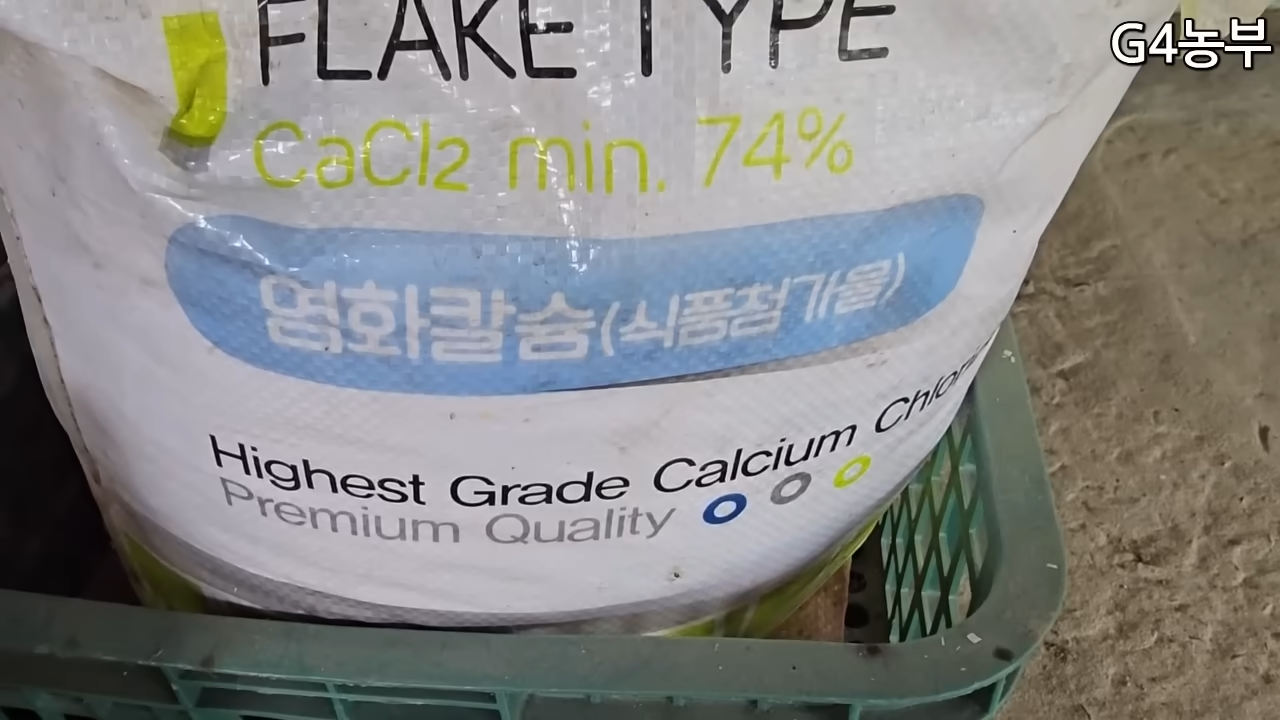 G4농부
FLAKE TYPE
CaCl2 min. 74%
염화칼슘(식품첨가물)
Highest Grade Calcium
Premium Quality